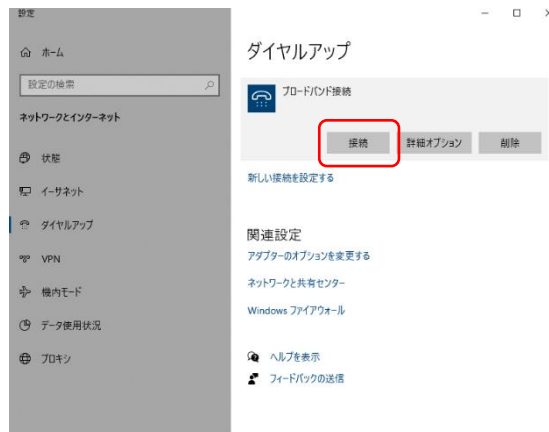 設定
ホーム
設定の検索
ネットワークとインターネット
状態
イーサネット
ダイヤルアップ
VPN
機内モード
データ使用状況
プロキシ
ダイヤルアップ
ブロードバンド接続
接続
詳細オプション
削除
新しい接続を設定する
関連設定
アダプターのオプションを変更する
ネットワークと共有センター
Windows ファイアウォール
ヘルプを表示
フィードバックの送信